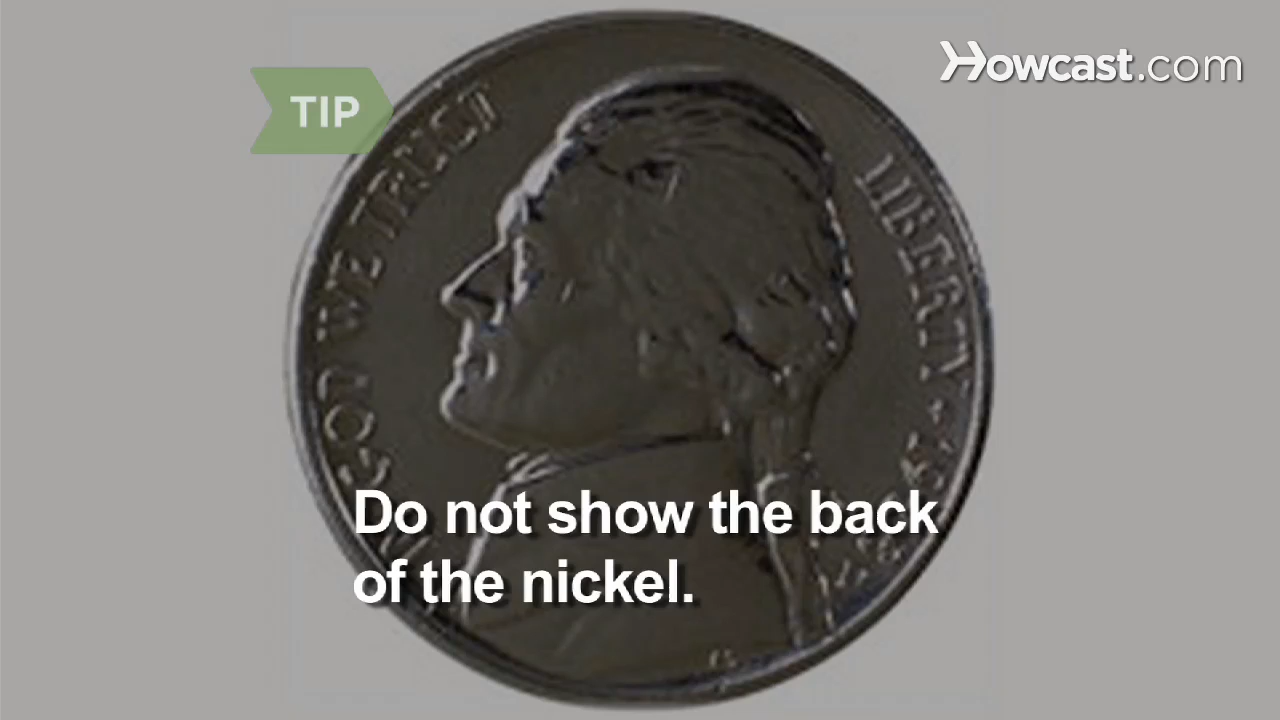 Howcast.com
TIP
IN GOD WE TRUST
LIBERTY
Do not show the back
of the nickel.